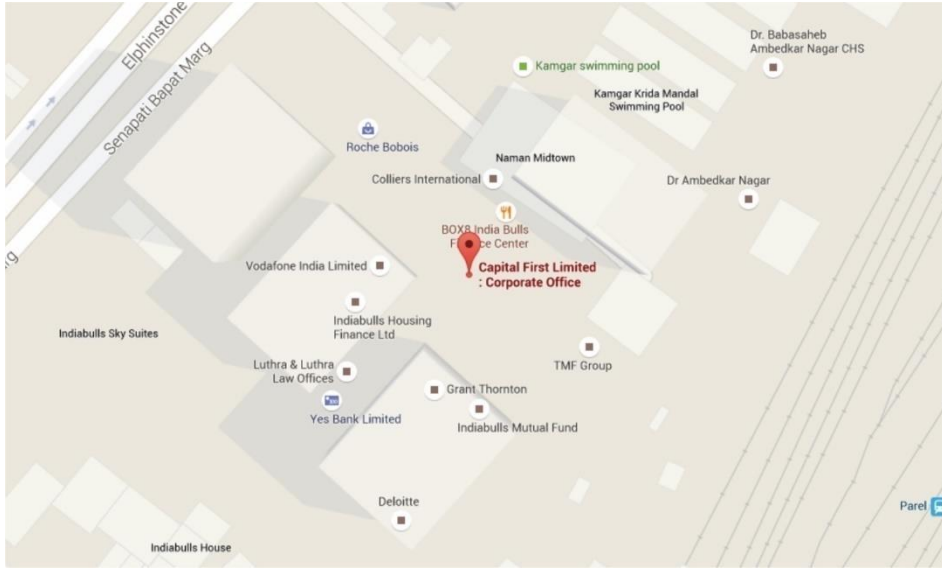 Elphinstone
Senapati Bapat Marg
Dr. Babasaheb
Ambedkar Nagar CHS
Kamgar swimming pool
Kamgar Krida Mandal
Swimming Pool
Roche Bobois
Naman Midtown
Colliers International
Dr Ambedkar Nagar
BOX8 India Bulls
Finance Center
Vodafone India Limited
Capital First Limited
: Corporate Office
Indiabulls Housing
Finance Ltd
Indiabulls Sky Suites
Luthra & Luthra
Law Offices
TMF Group
Grant Thornton
Yes Bank Limited
Indiabulls Mutual Fund
Deloitte
Parel
Indiabulls House